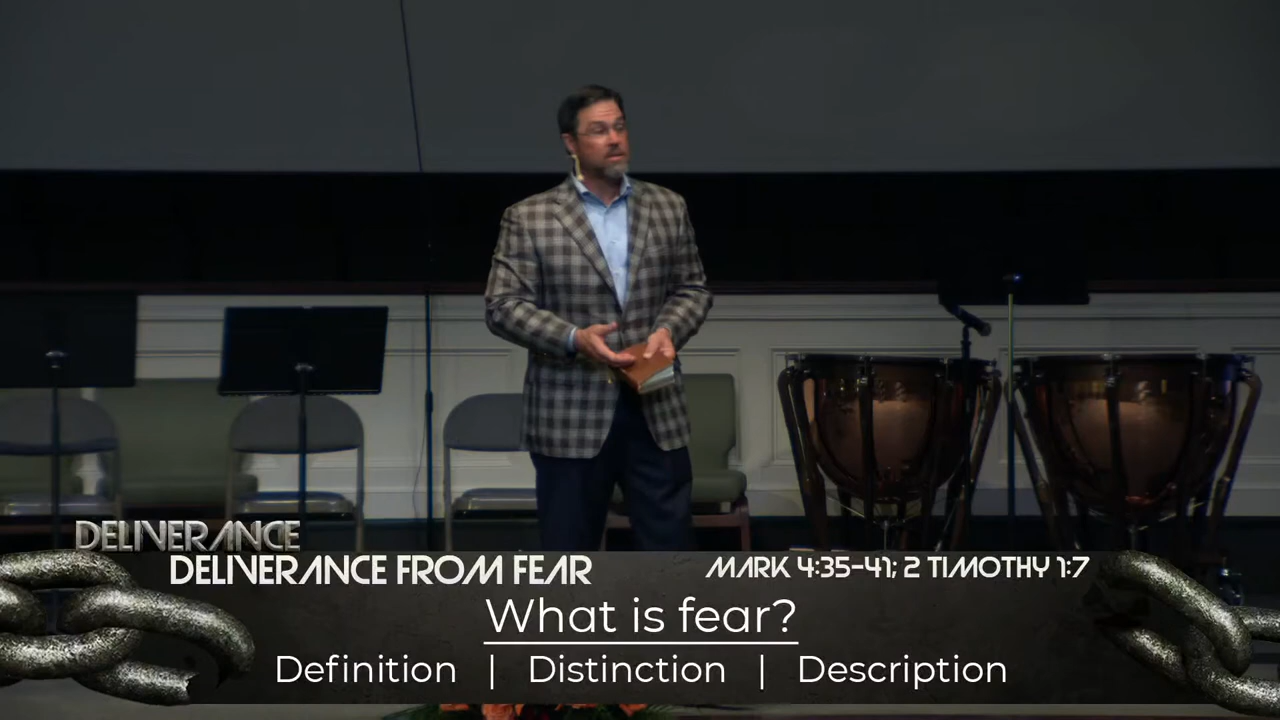 DELIVERANCE
DELIVERANCE FROM FEAR
MARK 4:35-41; 2 TIMOTHY 1:7
What is fear?
Definition | Distinction | Description